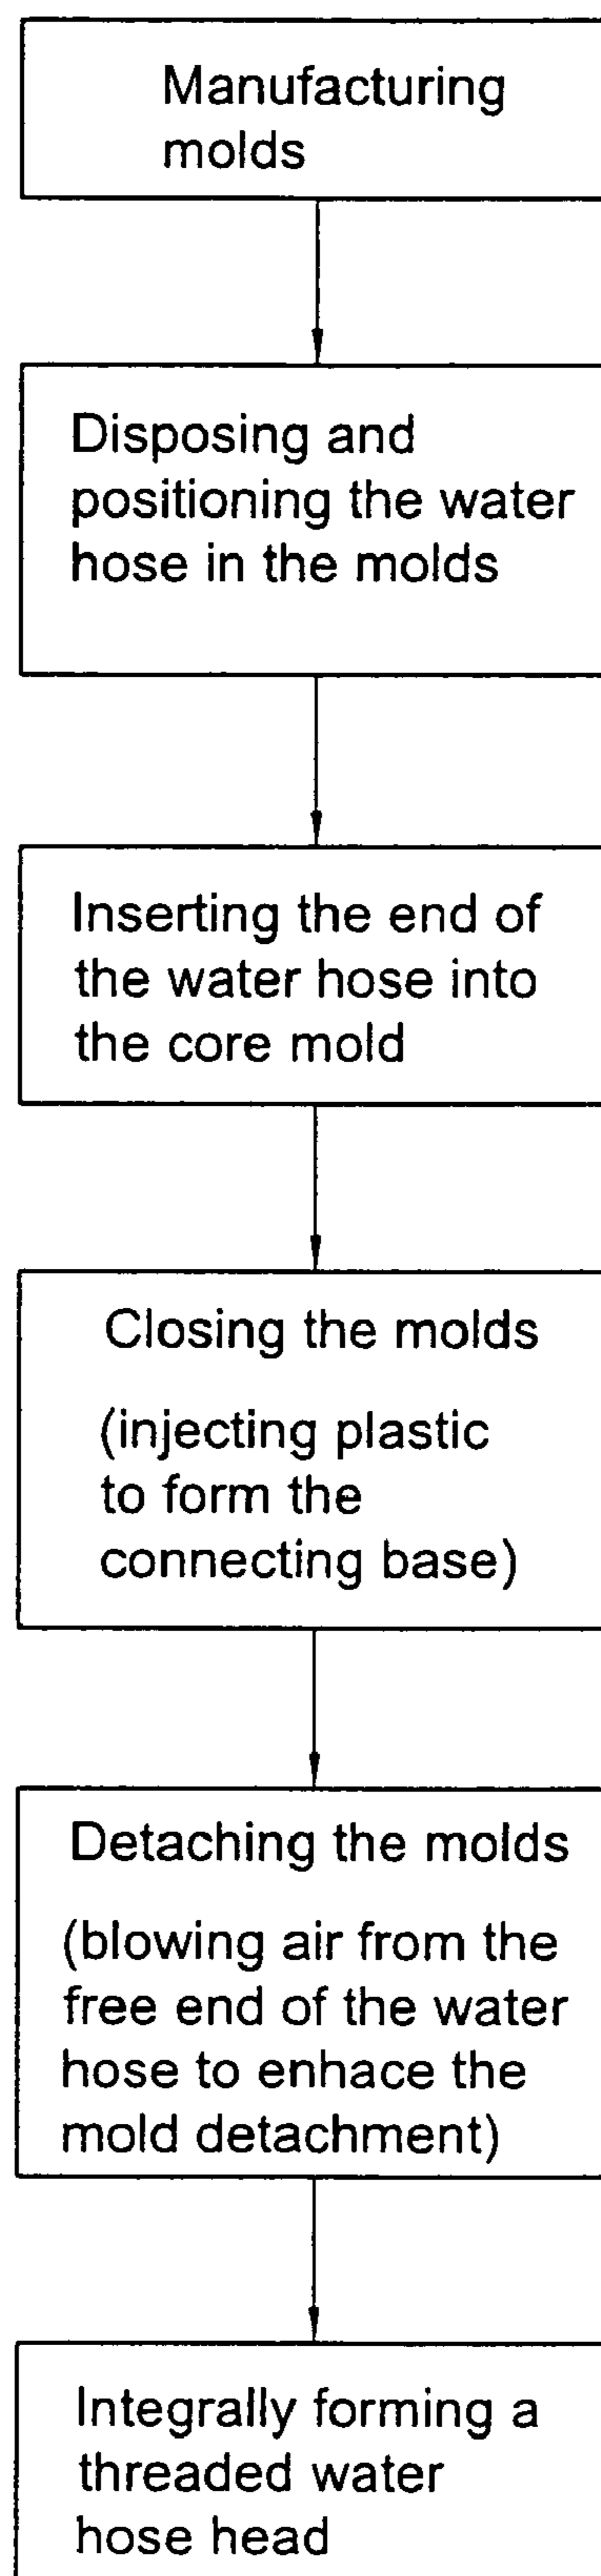 Manufacturing
molds
Disposing and
positioning the water
hose in the molds
Inserting the end of
the water hose into
the core mold
Closing the molds
(injecting plastic
to form the
connecting base)
Detaching the molds
(blowing air from the
free end of the water
hose to enhace the
mold detachment)
Integrally forming a
threaded water
hose head